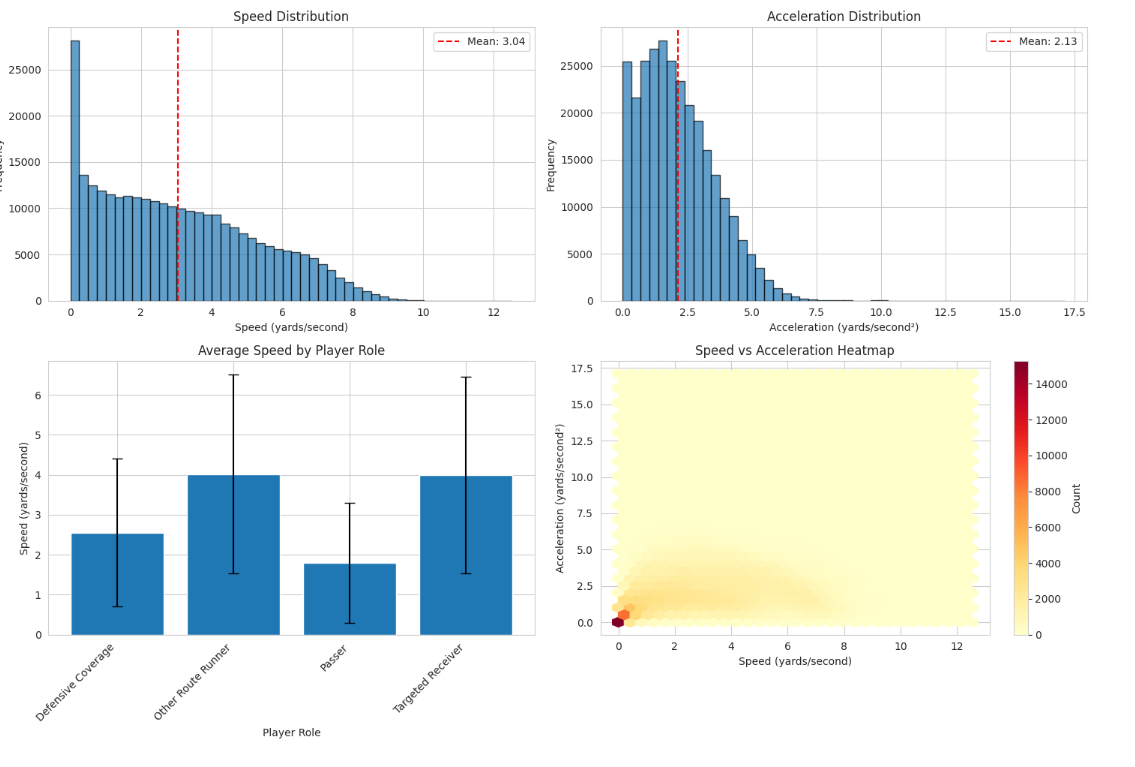 Speed Distribution
Mean: 3.04
25000
20000
15000
10000
5000
0
0 2 4 6 8 10 12
Speed (yards/second)
Acceleration Distribution
Mean: 2.13
Frequency
25000
20000
15000
10000
5000
0
0.0 2.5 5.0 7.5 10.0 12.5 15.0 17.5
Acceleration (yards/second²)
Average Speed by Player Role
Speed (yards/second)
6
5
4
3
2
1
0
Defensive Coverage
Other Route Runner
Passer
Targeted Receiver
Player Role
Speed vs Acceleration Heatmap
Acceleration (yards/second²)
17.5
15.0
12.5
10.0
7.5
5.0
2.5
0.0
0 2 4 6 8 10 12
Speed (yards/second)
14000
12000
10000
8000
6000
4000
2000
0
Count